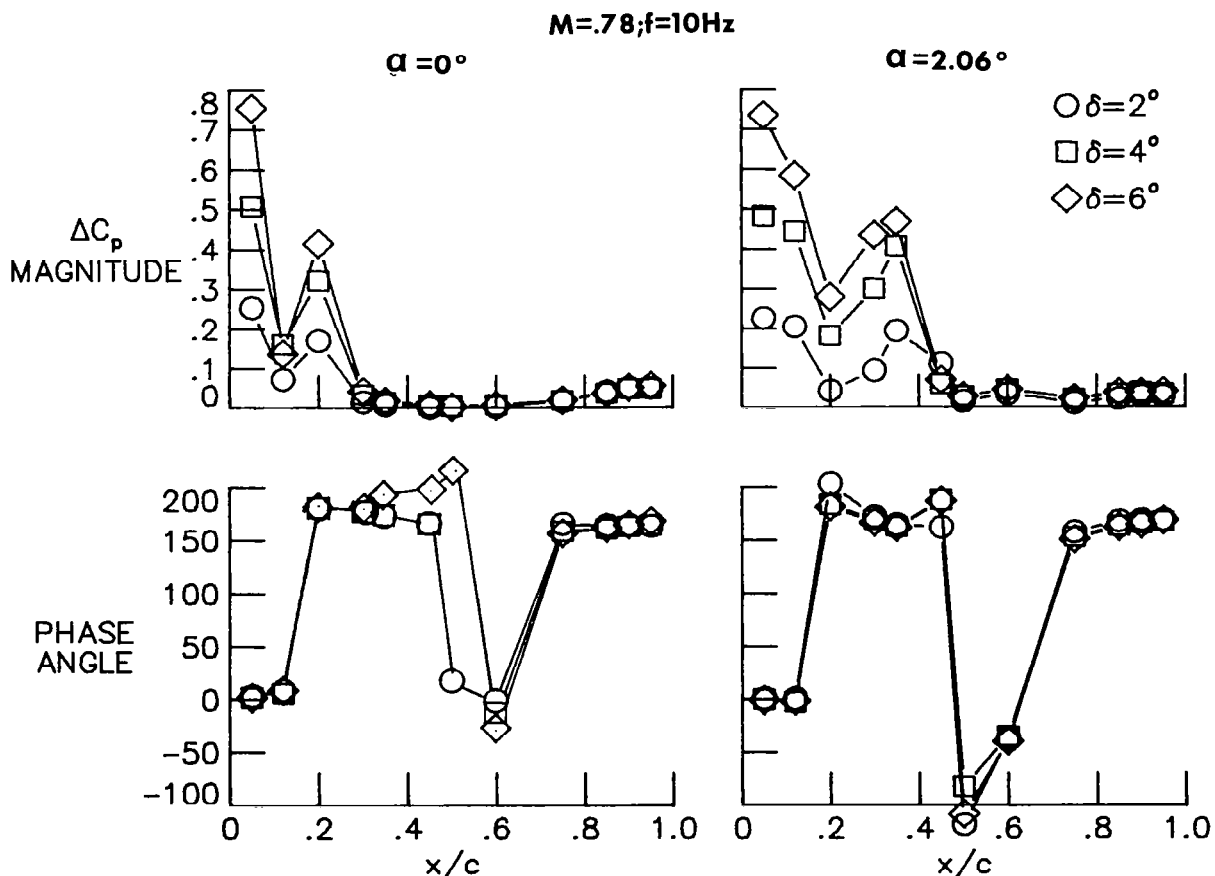 M=.78;f=10Hz
α=0°
α=2.06°
.8
.7
.6
.5
.4
.3
.2
.1
0
ΔCp
MAGNITUDE
δ=2°
δ=4°
δ=6°
200
150
100
50
0
-50
-100
PHASE
ANGLE
0 .2 .4 .6 .8 1.0
x/c
0 .2 .4 .6 .8 1.0
x/c